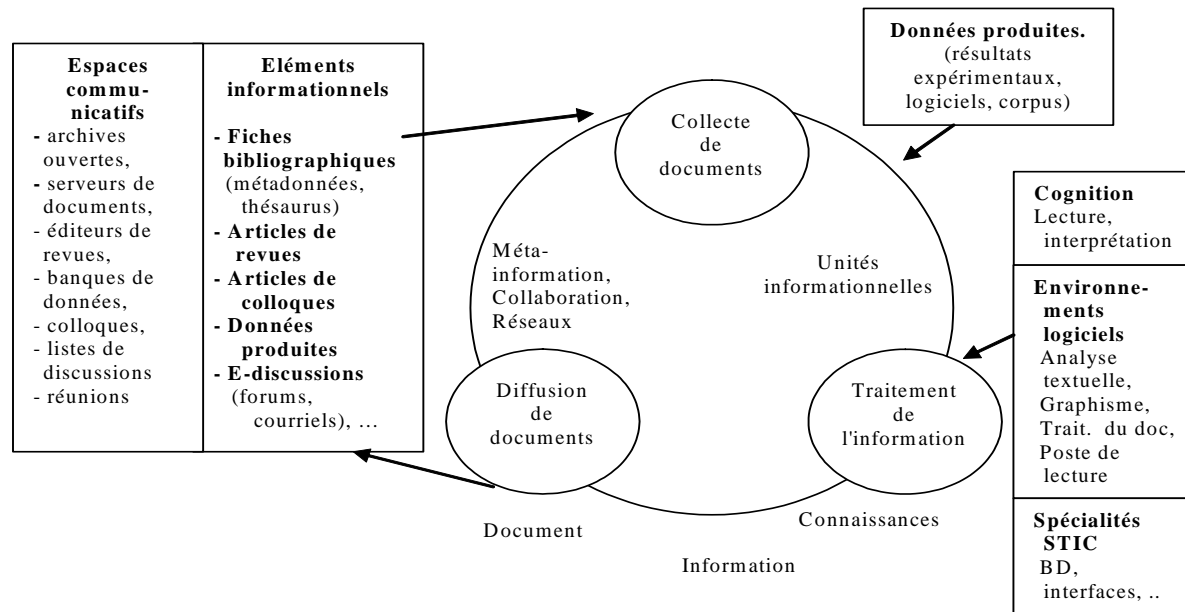 Espaces
commu-
nicatifs
- archives
ouvertes,
- serveurs de
documents,
- éditeurs de
revues,
- banques de
données,
- colloques,
- listes de
discussions
- réunions
Eléments
informationnels
- Fiches
bibliographiques
(métadonnées,
thésaurus)
- Articles de
revues
- Articles de
colloques
- Données
produites
- E-discussions
(forums,
courriels), ...
Collecte
de
documents
Données produites.
(résultats
expérimentaux,
logiciels, corpus)
Méta-
information,
Collaboration,
Réseaux
Unités
informationnelles
Diffusion
de
documents
Traitement
de
l'information
Document
Information
Connaissances
Cognition
Lecture,
interprétation
Environne-
ments
logiciels
Analyse
textuelle,
Graphisme,
Trait. du doc,
Poste de
lecture
Spécialités
STIC
BD,
interfaces, ..